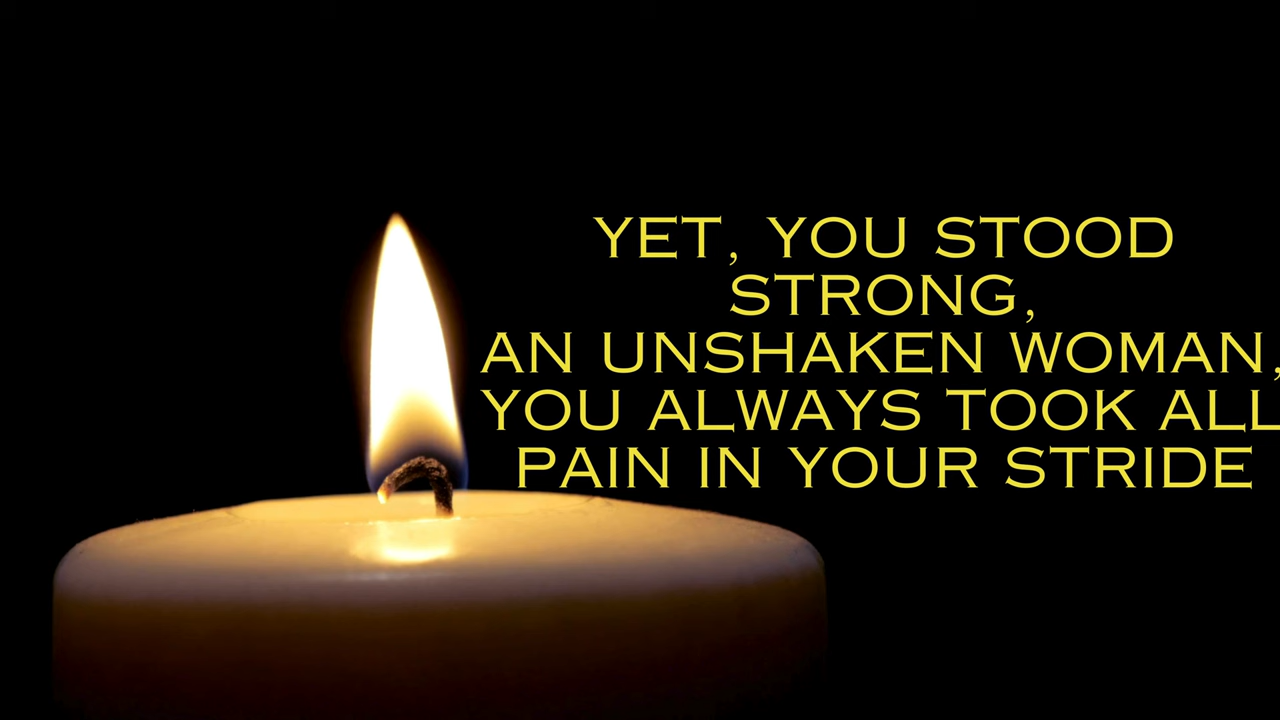 YET, YOU STOOD
STRONG,
AN UNSHAKEN WOMAN,
YOU ALWAYS TOOK ALL
PAIN IN YOUR STRIDE